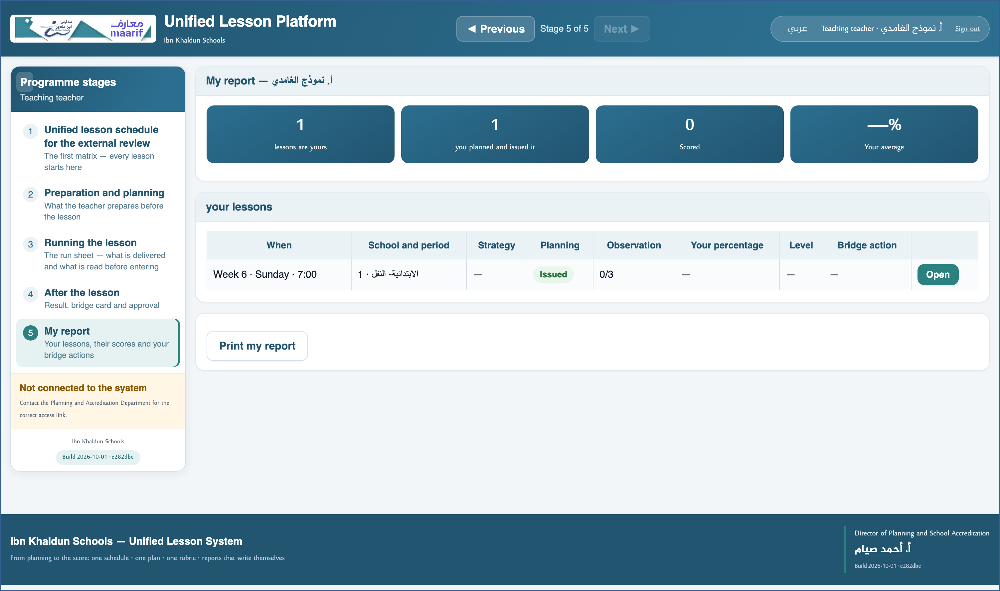 مدارس
ابن خلدون
Ibn Khaldun Schools
معارف
maarif
Unified Lesson Platform
Ibn Khaldun Schools
◀ Previous
Stage 5 of 5
Next ▶
عربي
Teaching teacher · أ. نموذج الغامدي
Sign out
Programme stages
Teaching teacher
1
Unified lesson schedule
for the external review
The first matrix — every lesson
starts here
2
Preparation and planning
What the teacher prepares before
the lesson
3
Running the lesson
The run sheet — what is delivered
and what is read before entering
4
After the lesson
Result, bridge card and approval
5
My report
Your lessons, their scores and your
bridge actions
Not connected to the system
Contact the Planning and Accreditation Department for the
correct access link.
Ibn Khaldun Schools
Build 2026-10-01 · e282dbe
My report — أ. نموذج الغامدي
1
lessons are yours
1
you planned and issued it
0
Scored
—%
Your average
your lessons
When School and period Strategy Planning Observation Your percentage Level Bridge action
Week 6 · Sunday · 7:00 الابتدائية- النفل · 1 — Issued 0/3 — — — Open
Print my report
Ibn Khaldun Schools — Unified Lesson System
From planning to the score: one schedule · one plan · one rubric · reports that write themselves
Director of Planning and School Accreditation
أ. أحمد صيام
Build 2026-10-01 · e282dbe